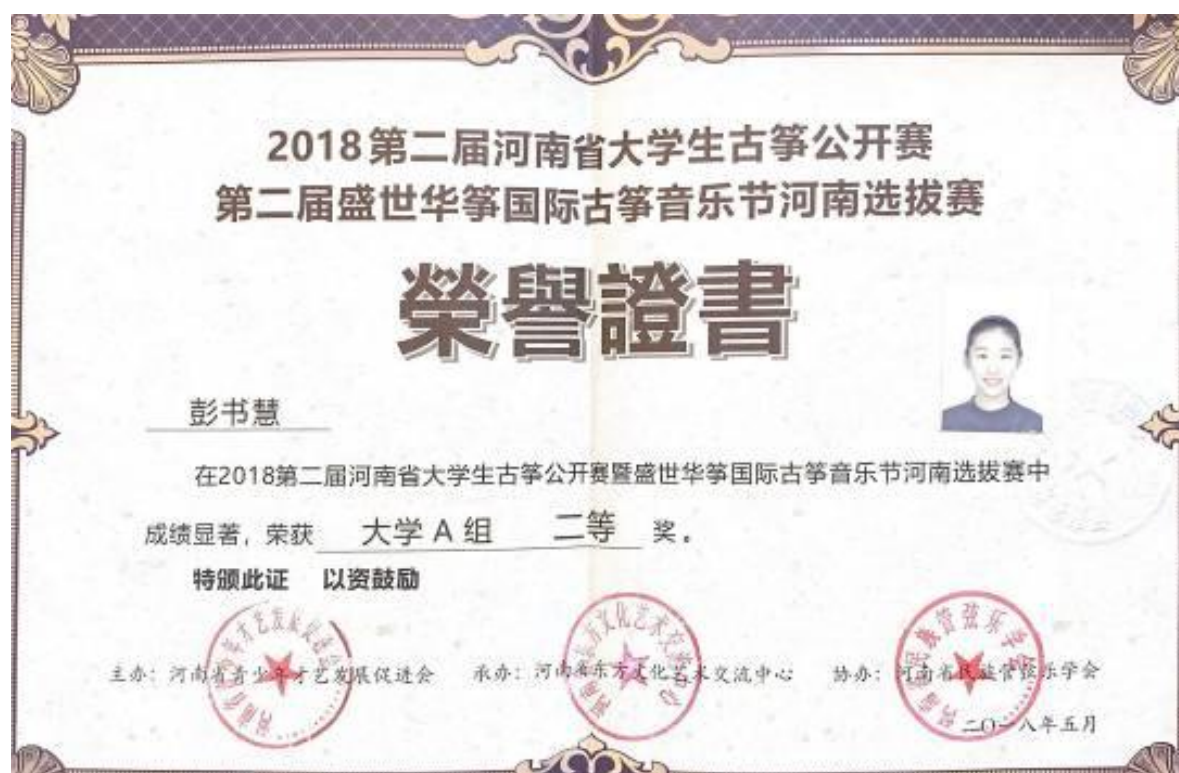 2018第二届河南省大学生古筝公开赛
第二届盛世华筝国际古筝音乐节河南选拔赛
榮譽證書
彭书慧
在2018第二届河南省大学生古筝公开赛暨盛世华筝国际古筝音乐节河南选拔赛中
成绩显著，荣获 大学 A 组 二等 奖。
特颁此证 以资鼓励
主办：河南省青少年才艺发展促进会 承办：河南省东方文化艺术交流中心 协办：河南省民族管弦乐学会
二〇一八年五月